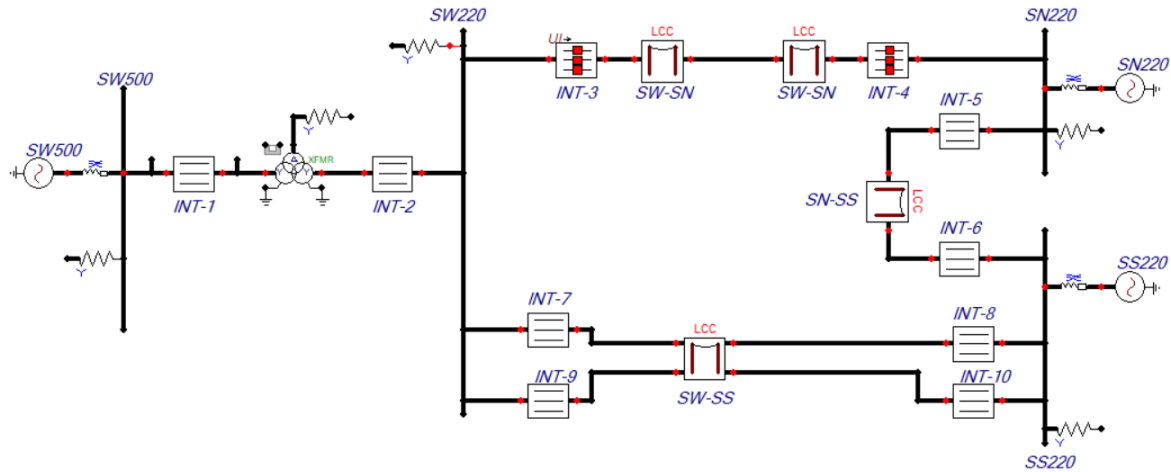 SW220
SN220
LCC
LCC
UI
SN220
INT-3
SW-SN
SW-SN
INT-4
Y
SW500
INT-5
Y
XFMR
SW500
Y
INT-1
Y
Y
INT-2
SN-SS
LCC
INT-6
SS220
Y
INT-7
INT-8
LCC
INT-9
INT-10
SW-SS
Y
SS220